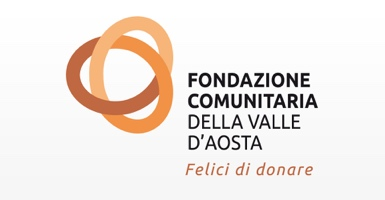 FONDAZIONE
COMUNITARIA
DELLA VALLE
D'AOSTA
Felici di donare